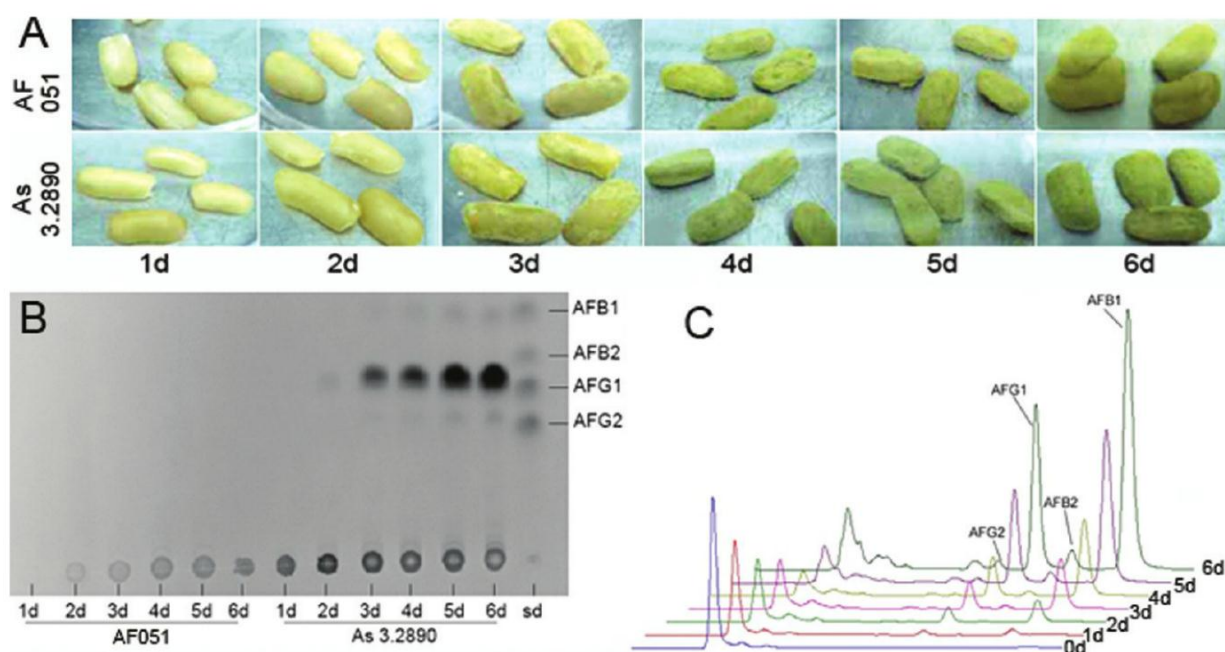 A
AF 051
As 3.2890
1d 2d 3d 4d 5d 6d
B
AFB1
AFB2
AFG1
AFG2
1d 2d 3d 4d 5d 6d 1d 2d 3d 4d 5d 6d sd
AF051 As 3.2890
C
AFB1
AFG1
AFB2
AFG2
6d
5d
4d
3d
2d
1d
0d